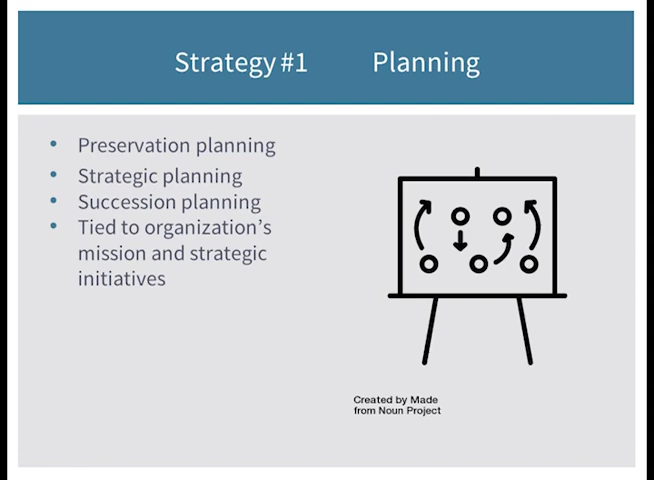 Strategy #1 Planning
• Preservation planning
• Strategic planning
• Succession planning
• Tied to organization's
mission and strategic
initiatives
Created by Made
from Noun Project